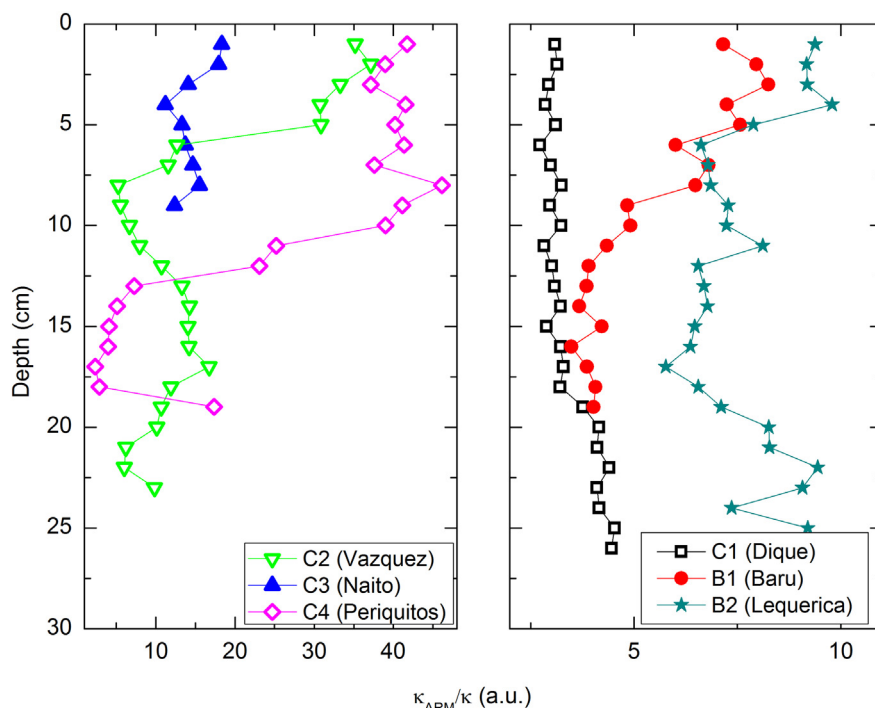 0
5
10
15
20
25
30
Depth (cm)
C2 (Vazquez)
C3 (Naito)
C4 (Periquitos)
10 20 30 40
C1 (Dique)
B1 (Baru)
B2 (Lequerica)
5 10
κARM/κ (a.u.)